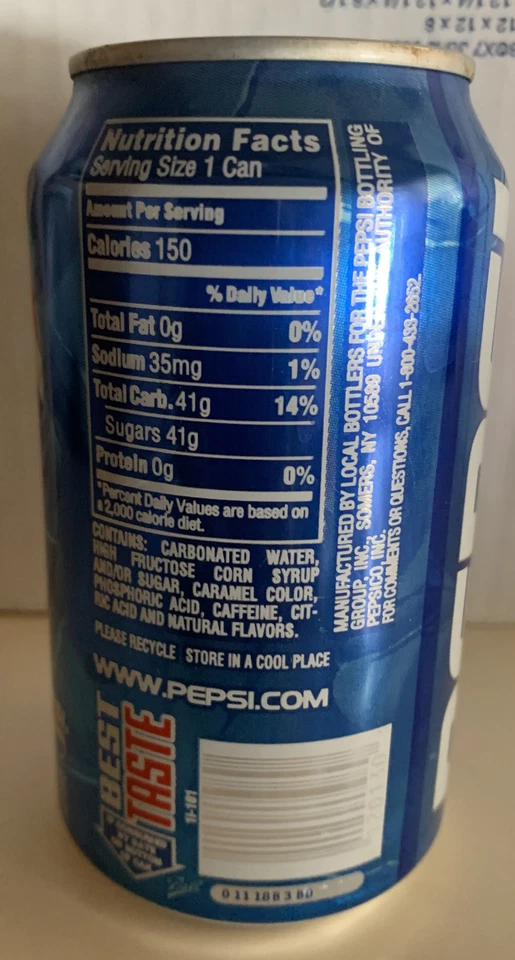 Nutrition Facts
Serving Size 1 Can
Amount Per Serving
Calories 150
% Daily Value*
Total Fat 0g 0%
Sodium 35mg 1%
Total Carb. 41g 14%
Sugars 41g
Protein 0g 0%
*Percent Daily Values are based on
a 2,000 calorie diet.
CONTAINS: CARBONATED WATER,
HIGH FRUCTOSE CORN SYRUP
AND/OR SUGAR, CARAMEL COLOR,
PHOSPHORIC ACID, CAFFEINE, CIT-
RIC ACID AND NATURAL FLAVORS.
PLEASE RECYCLE STORE IN A COOL PLACE
WWW.PEPSI.COM
MANUFACTURED BY LOCAL BOTTLERS FOR THE PEPSI BOTTLING
GROUP, INC., SOMERS, NY 10589 UNDER AUTHORITY OF
PEPSICO, INC.
FOR COMMENTS OR QUESTIONS, CALL 1-800-433-2652
BEST
TASTE
11-101